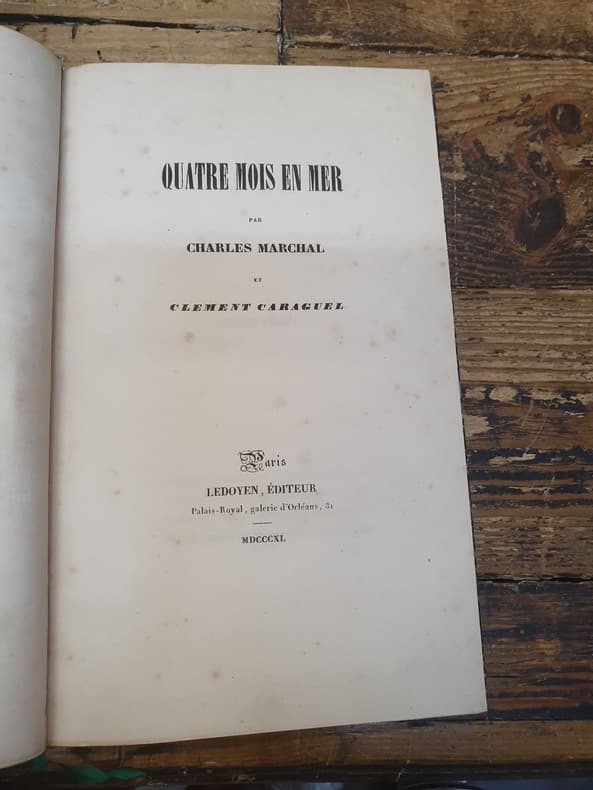 QUATRE MOIS EN MER
PAR
CHARLES MARCHAL
ET
CLEMENT CARAGUEL
Paris
LEDOYEN, ÉDITEUR
Palais-Royal, galerie d'Orléans, 31
MDCCCXL